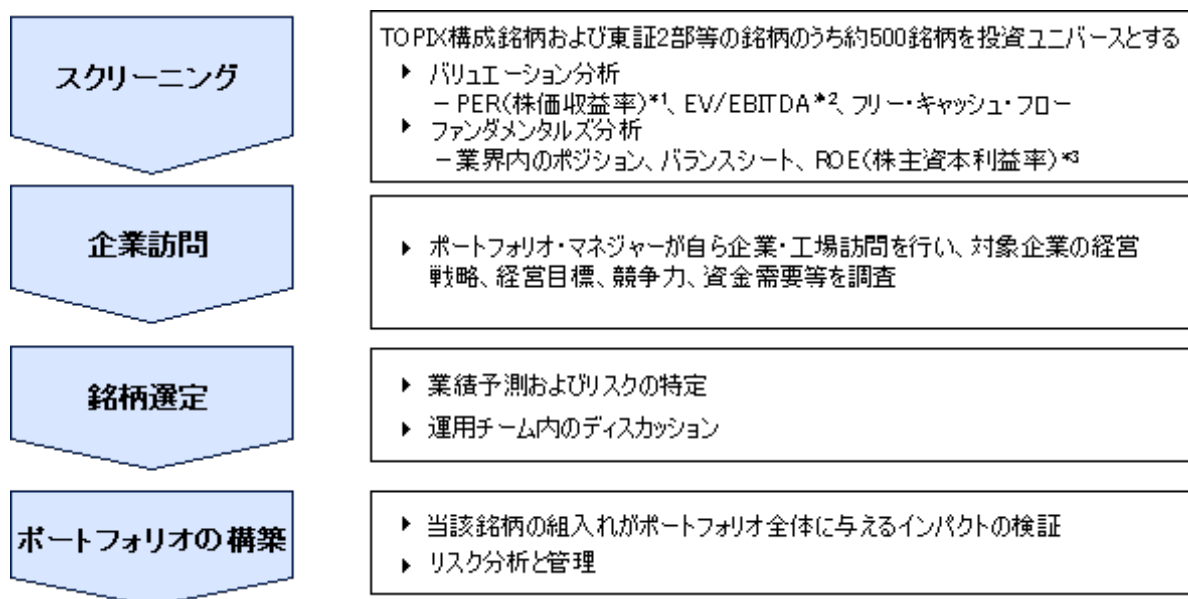 スクリーニング
TOPIX構成銘柄および東証2部等の銘柄のうち約500銘柄を投資ユニバースとする
▶ バリュエーション分析
－PER(株価収益率)*1、EV/EBITDA*2、フリー・キャッシュ・フロー
▶ ファンダメンタルズ分析
－業界内のポジション、バランスシート、ROE(株主資本利益率)*3
企業訪問
▶ ポートフォリオ・マネジャーが自ら企業・工場訪問を行い、対象企業の経営
戦略、経営目標、競争力、資金需要等を調査
銘柄選定
▶ 業績予測およびリスクの特定
▶ 運用チーム内のディスカッション
ポートフォリオの構築
▶ 当該銘柄の組入れがポートフォリオ全体に与えるインパクトの検証
▶ リスク分析と管理